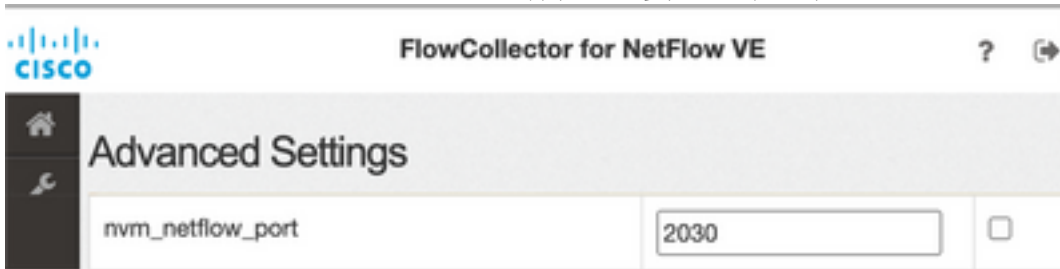 CISCO
FlowCollector for NetFlow VE
?
Advanced Settings
nvm_netflow_port
2030